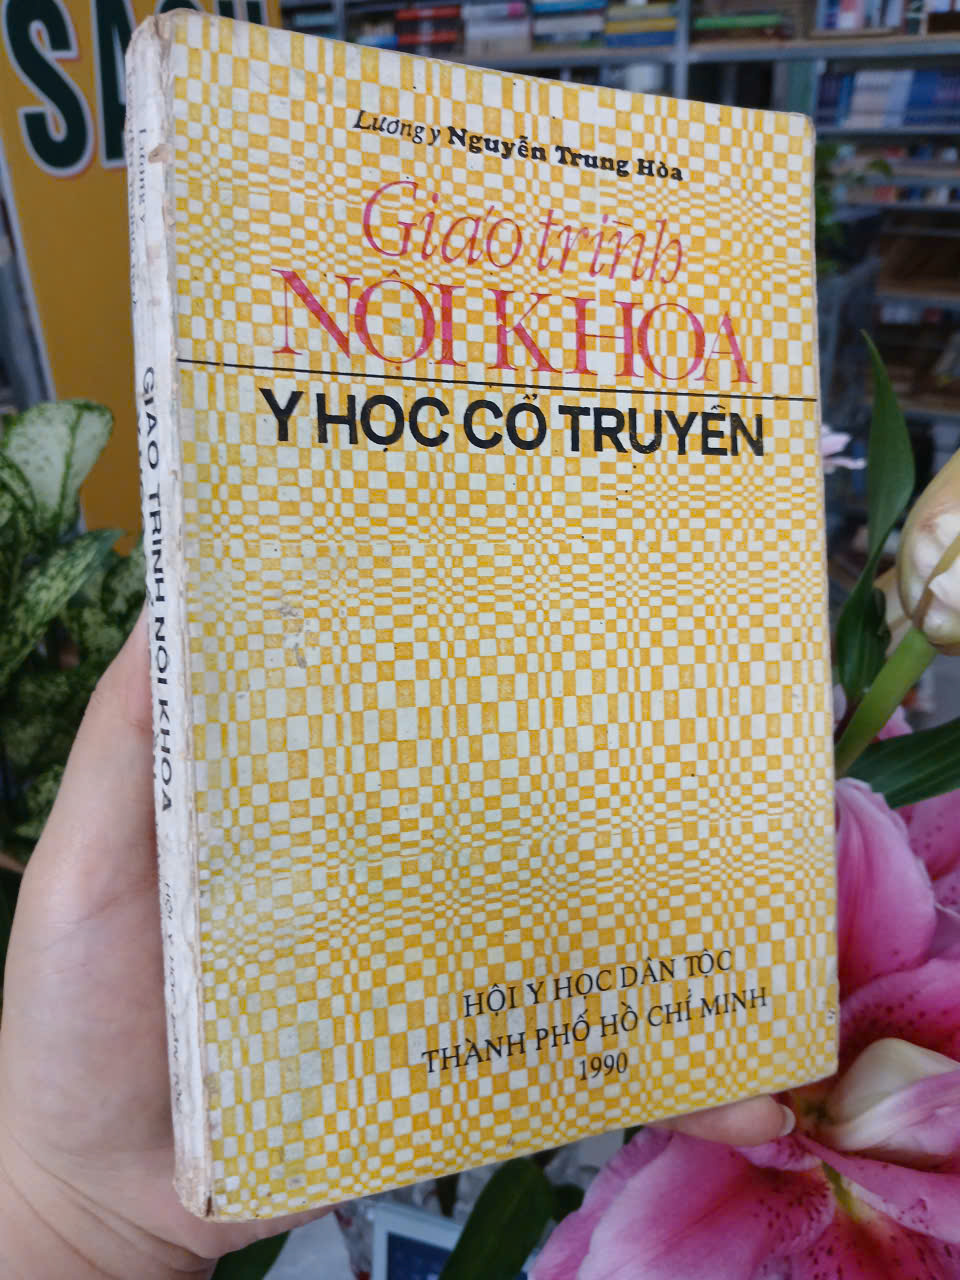 Lương y Nguyễn Trung Hòa
Giáo trình
NỘI KHOA
Y HỌC CỔ TRUYỀN
HỘI Y HỌC DÂN TỘC
THÀNH PHỐ HỒ CHÍ MINH
1990
GIÁO TRÌNH NỘI KHOA